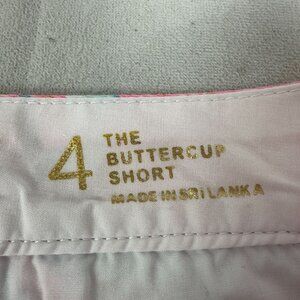 4
THE
BUTTERCUP
SHORT
MADE IN SRI LANKA